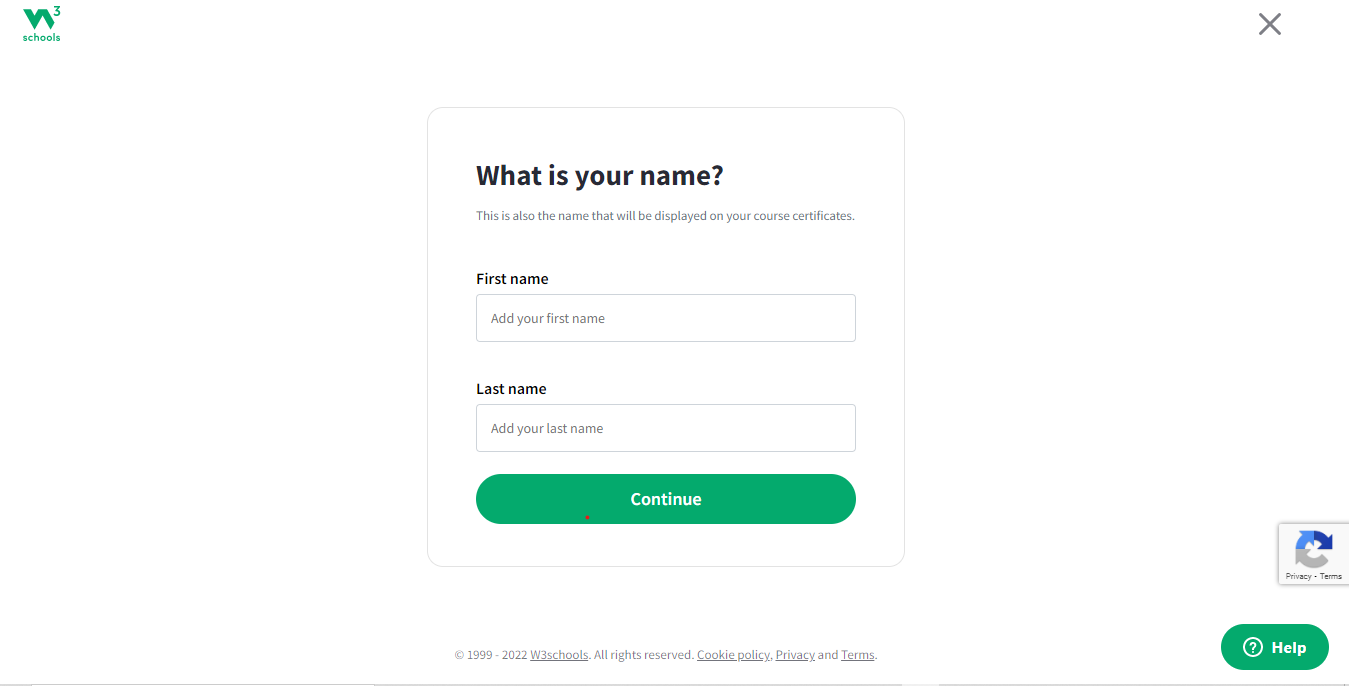 W3
schools
What is your name?
This is also the name that will be displayed on your course certificates.
First name
Add your first name
Last name
Add your last name
Continue
Privacy - Terms
© 1999 - 2022 W3schools. All rights reserved. Cookie policy, Privacy and Terms.
? Help